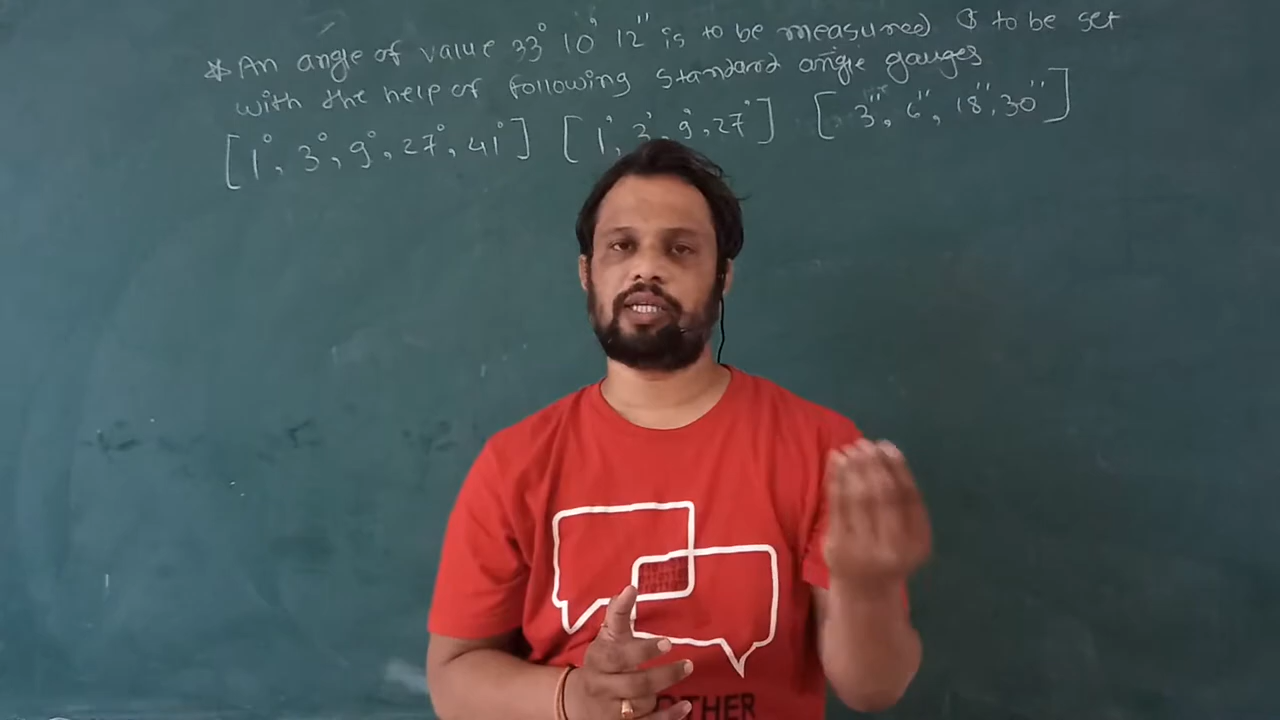 * An angle of value 33° 10' 12" is to be measured & to be set
with the help of following standard angle gauges
[1°, 3°, 9°, 27°, 41°] [1', 3', 9', 27'] [3", 6", 18", 30"]
OTHER